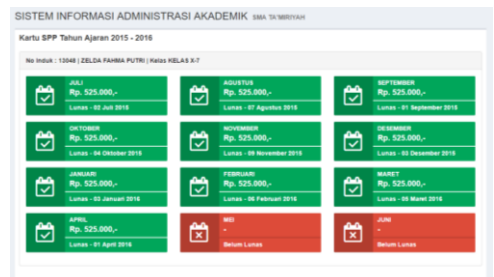 SISTEM INFORMASI ADMINISTRASI AKADEMIK SMA TA'MIRIYAH
Kartu SPP Tahun Ajaran 2015 - 2016
No Induk : 13048 | ZELDA FAHMA PUTRI | Kelas KELAS X-7
JULI
Rp. 525.000,-
Lunas - 02 Juli 2015
AGUSTUS
Rp. 525.000,-
Lunas - 07 Agustus 2015
SEPTEMBER
Rp. 525.000,-
Lunas - 01 September 2015
OKTOBER
Rp. 525.000,-
Lunas - 04 Oktober 2015
NOVEMBER
Rp. 525.000,-
Lunas - 09 November 2015
DESEMBER
Rp. 525.000,-
Lunas - 03 Desember 2015
JANUARI
Rp. 525.000,-
Lunas - 03 Januari 2016
FEBRUARI
Rp. 525.000,-
Lunas - 06 Februari 2016
MARET
Rp. 525.000,-
Lunas - 05 Maret 2016
APRIL
Rp. 525.000,-
Lunas - 01 April 2016
MEI
-
Belum Lunas
JUNI
-
Belum Lunas